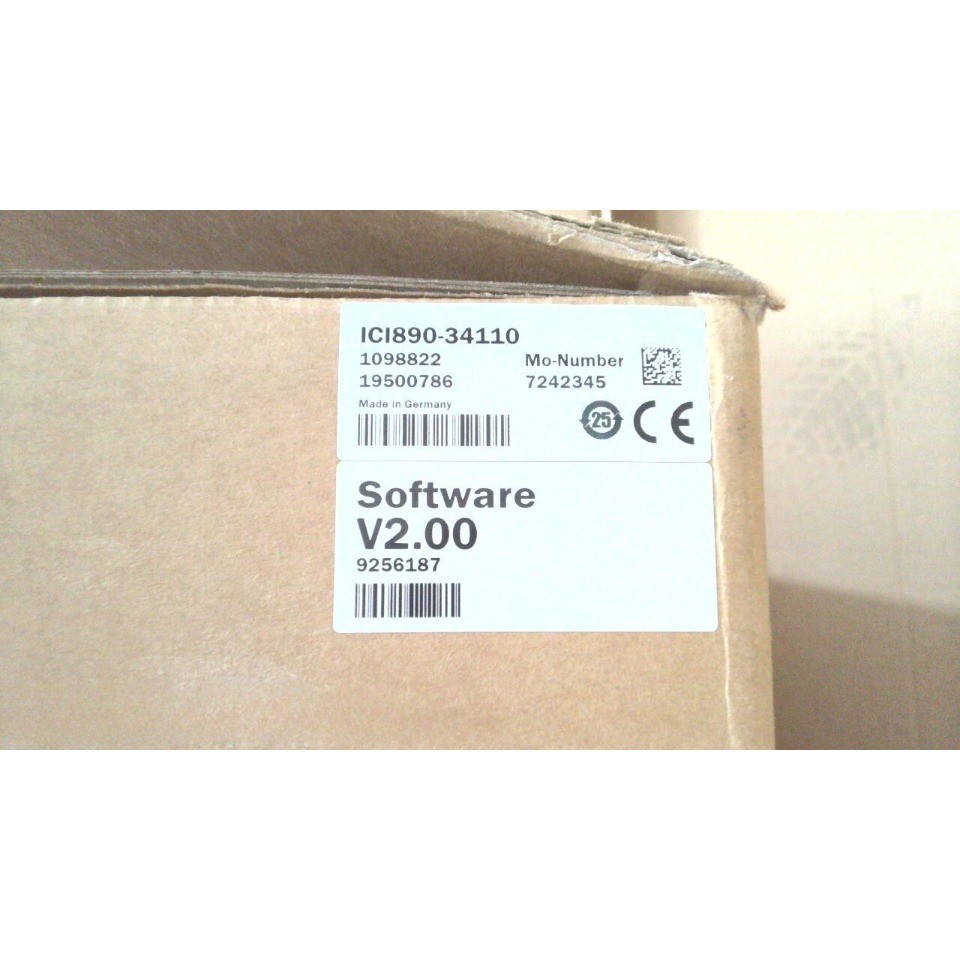 ICI890-34110
1098822 Mo-Number
19500786 7242345
Made in Germany
25 CE
Software
V2.00
9256187